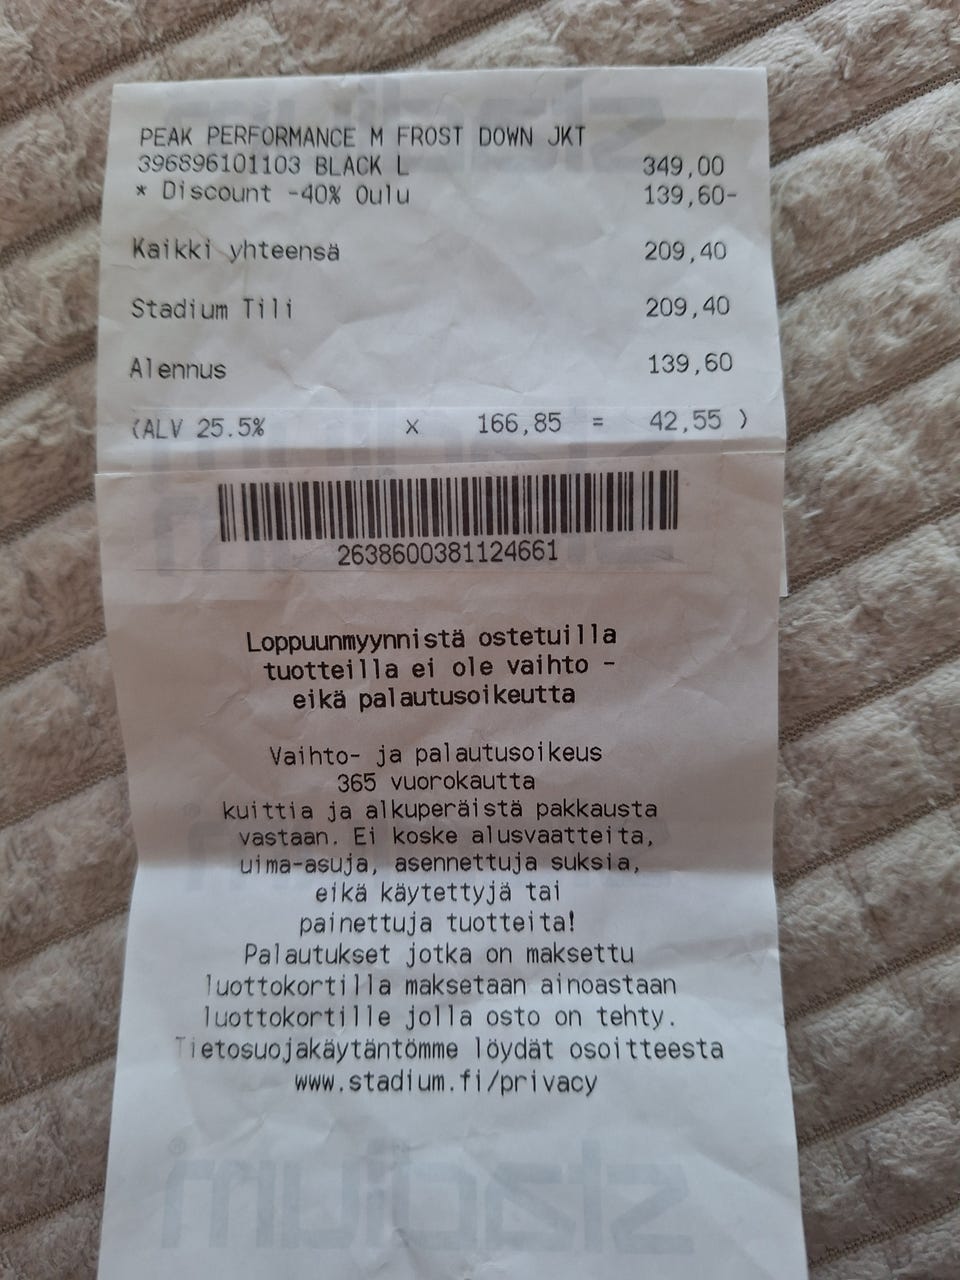 PEAK PERFORMANCE M FROST DOWN JKT
396896101103 BLACK L 349,00
* Discount -40% Oulu 139,60-
Kaikki yhteensä 209,40
Stadium Tili 209,40
Alennus 139,60
(ALV 25.5% x 166,85 = 42,55 )
2638600381124661
Loppuunmyynnistä ostetuilla
tuotteilla ei ole vaihto -
eikä palautusoikeutta
Vaihto- ja palautusoikeus
365 vuorokautta
kuittia ja alkuperäistä pakkausta
vastaan. Ei koske alusvaatteita,
uima-asuja, asennettuja suksia,
eikä käytettyjä tai
painettuja tuotteita!
Palautukset jotka on maksettu
luottokortilla maksetaan ainoastaan
luottokortille jolla osto on tehty.
Tietosuojakäytäntömme löydät osoitteesta
www.stadium.fi/privacy
stadium